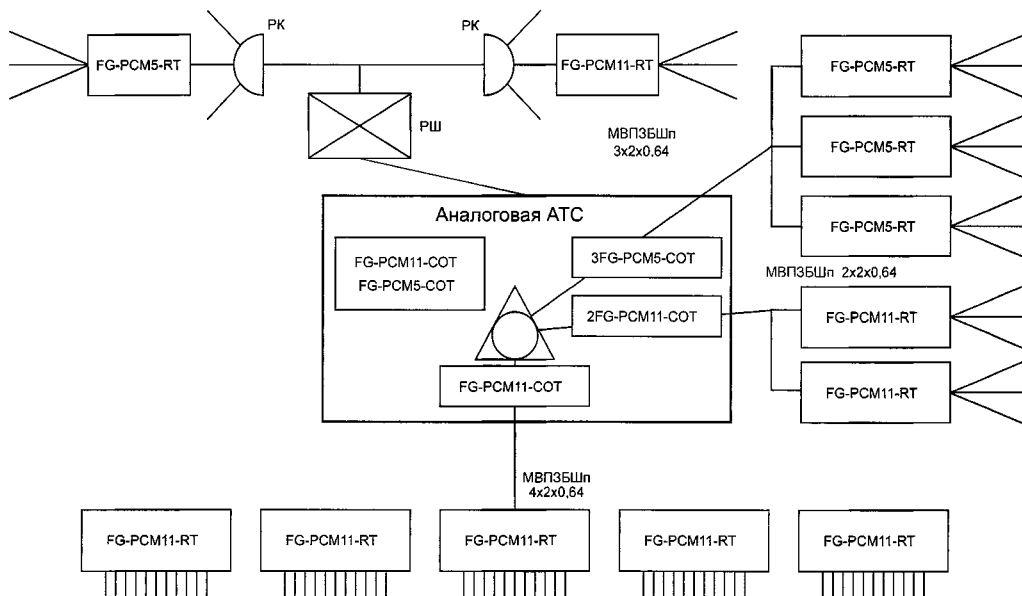 РК
РК
FG-PCM5-RT
FG-PCM11-RT
FG-PCM5-RT
РШ
МВПЗБШп
3х2х0,64
FG-PCM5-RT
Аналоговая АТС
FG-PCM5-RT
FG-PCM11-COT
FG-PCM5-COT
3FG-PCM5-COT
МВПЗБШп 2х2х0,64
2FG-PCM11-COT
FG-PCM11-RT
FG-PCM11-COT
FG-PCM11-RT
МВПЗБШп
4х2х0,64
FG-PCM11-RT
FG-PCM11-RT
FG-PCM11-RT
FG-PCM11-RT
FG-PCM11-RT